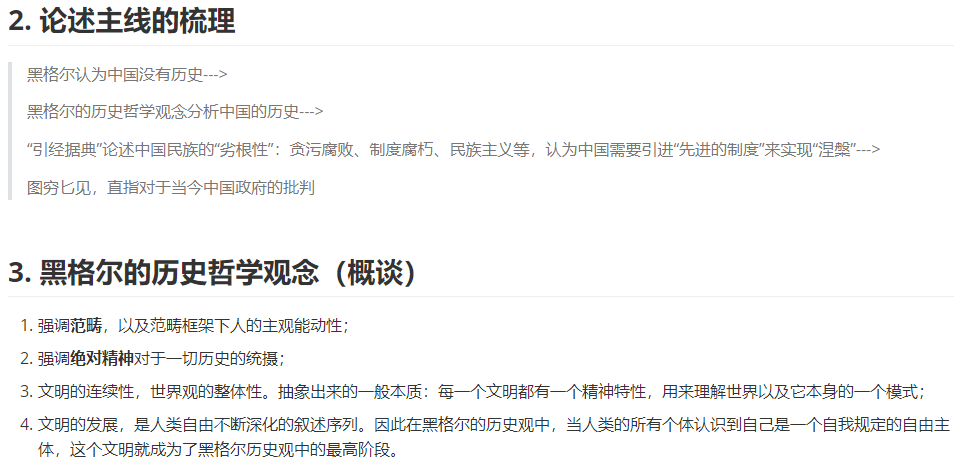 2. 论述主线的梳理
黑格尔认为中国没有历史--->
黑格尔的历史哲学观念分析中国的历史--->
“引经据典”论述中国民族的“劣根性”：贪污腐败、制度腐朽、民族主义等，认为中国需要引进“先进的制度”来实现“涅槃”--->
图穷匕见，直指对于当今中国政府的批判
3. 黑格尔的历史哲学观念（概谈）
1. 强调范畴，以及范畴框架下人的主观能动性；
2. 强调绝对精神对于一切历史的统摄；
3. 文明的连续性，世界观的整体性。抽象出来的一般本质：每一个文明都有一个精神特性，用来理解世界以及它本身的一个模式；
4. 文明的发展，是人类自由不断深化的叙述序列。因此在黑格尔的历史观中，当人类的所有个体认识到自己是一个自我规定的自由主
体，这个文明就成为了黑格尔历史观中的最高阶段。